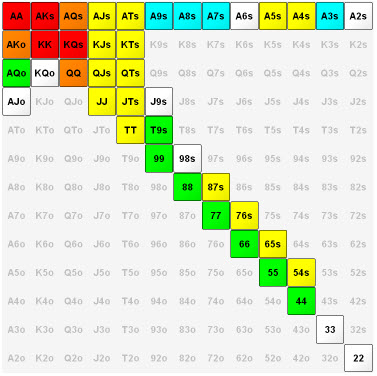 AA AKs AQs AJs ATs A9s A8s A7s A6s A5s A4s A3s A2s
AKo KK KQs KJs KTs K9s K8s K7s K6s K5s K4s K3s K2s
AQo KQo QQ QJs QTs Q9s Q8s Q7s Q6s Q5s Q4s Q3s Q2s
AJo KJo QJo JJ JTs J9s J8s J7s J6s J5s J4s J3s J2s
ATo KTo QTo JTo TT T9s T8s T7s T6s T5s T4s T3s T2s
A9o K9o Q9o J9o T9o 99 98s 97s 96s 95s 94s 93s 92s
A8o K8o Q8o J8o T8o 98o 88 87s 86s 85s 84s 83s 82s
A7o K7o Q7o J7o T7o 97o 87o 77 76s 75s 74s 73s 72s
A6o K6o Q6o J6o T6o 96o 86o 76o 66 65s 64s 63s 62s
A5o K5o Q5o J5o T5o 95o 85o 75o 65o 55 54s 53s 52s
A4o K4o Q4o J4o T4o 94o 84o 74o 64o 54o 44 43s 42s
A3o K3o Q3o J3o T3o 93o 83o 73o 63o 53o 43o 33 32s
A2o K2o Q2o J2o T2o 92o 82o 72o 62o 52o 42o 32o 22